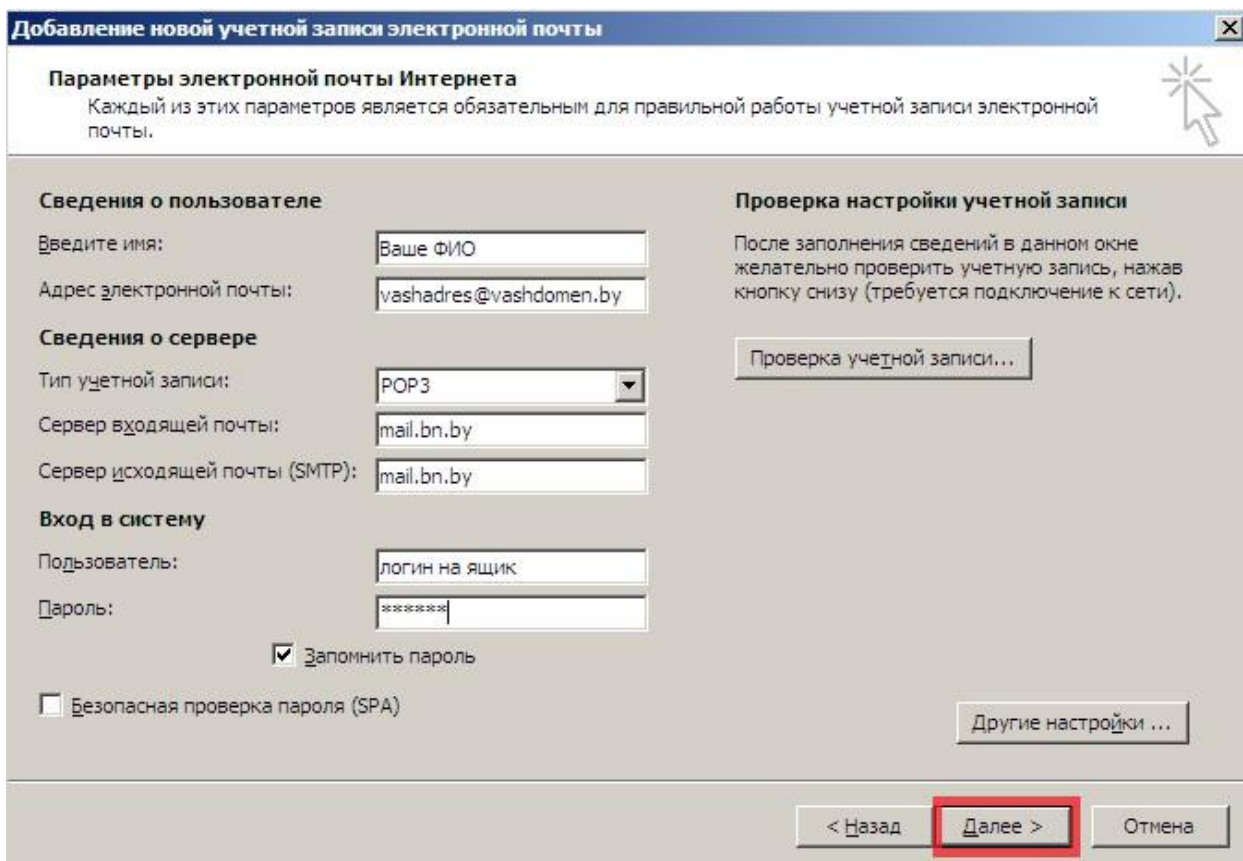 Добавление новой учетной записи электронной почты
Параметры электронной почты Интернета
Каждый из этих параметров является обязательным для правильной работы учетной записи электронной
почты.
Сведения о пользователе
Введите имя:
Ваше ФИО
Адрес электронной почты:
vashadres@vashdomen.by
Сведения о сервере
Тип учетной записи:
POP3
Сервер входящей почты:
mail.bn.by
Сервер исходящей почты (SMTP):
mail.bn.by
Вход в систему
Пользователь:
логин на ящик
Пароль:
******
Запомнить пароль
Безопасная проверка пароля (SPA)
Проверка настройки учетной записи
После заполнения сведений в данном окне
желательно проверить учетную запись, нажав
кнопку снизу (требуется подключение к сети).
Проверка учетной записи...
Другие настройки ...
< Назад
Далее >
Отмена